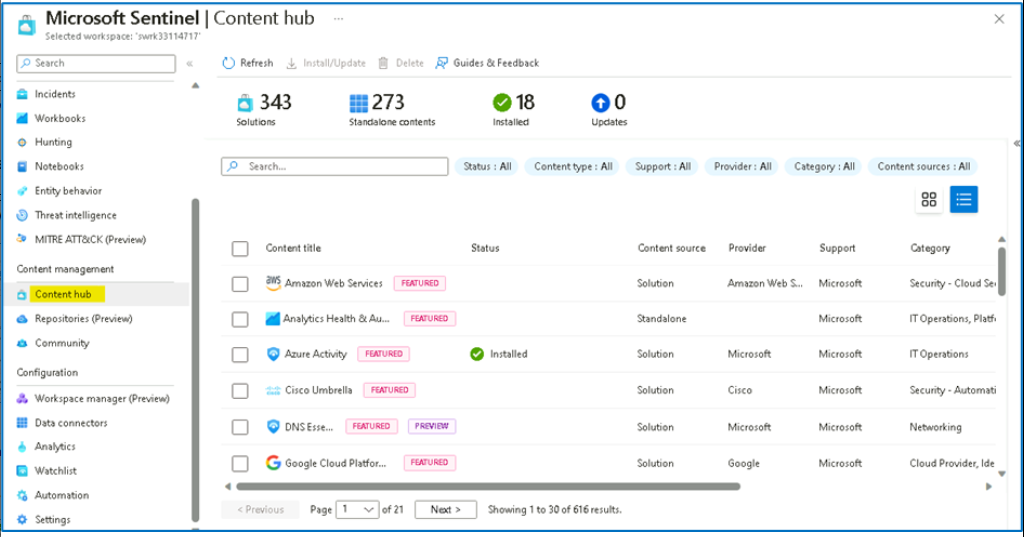 Microsoft Sentinel | Content hub ...
Selected workspace: 'swrk33114717'
Search
Incidents
Workbooks
Hunting
Notebooks
Entity behavior
Threat intelligence
MITRE ATT&CK (Preview)
Content management
Content hub
Repositories (Preview)
Community
Configuration
Workspace manager (Preview)
Data connectors
Analytics
Watchlist
Automation
Settings
Refresh Install/Update Delete Guides & Feedback
343 273 18 0
Solutions Standalone contents Installed Updates
Search... Status : All Content type : All Support : All Provider : All Category : All Content sources : All
Content title Status Content source Provider Support Category
aws Amazon Web Services FEATURED Solution Amazon Web S... Microsoft Security - Cloud Se
Analytics Health & Au... FEATURED Standalone Microsoft IT Operations, Platf
Azure Activity FEATURED Installed Solution Microsoft Microsoft IT Operations
Cisco Umbrella FEATURED Solution Cisco Microsoft Security - Automati
DNS Esse... FEATURED PREVIEW Solution Microsoft Microsoft Networking
Google Cloud Platfor... FEATURED Solution Google Microsoft Cloud Provider, Ide
< Previous Page 1 of 21 Next > Showing 1 to 30 of 616 results.